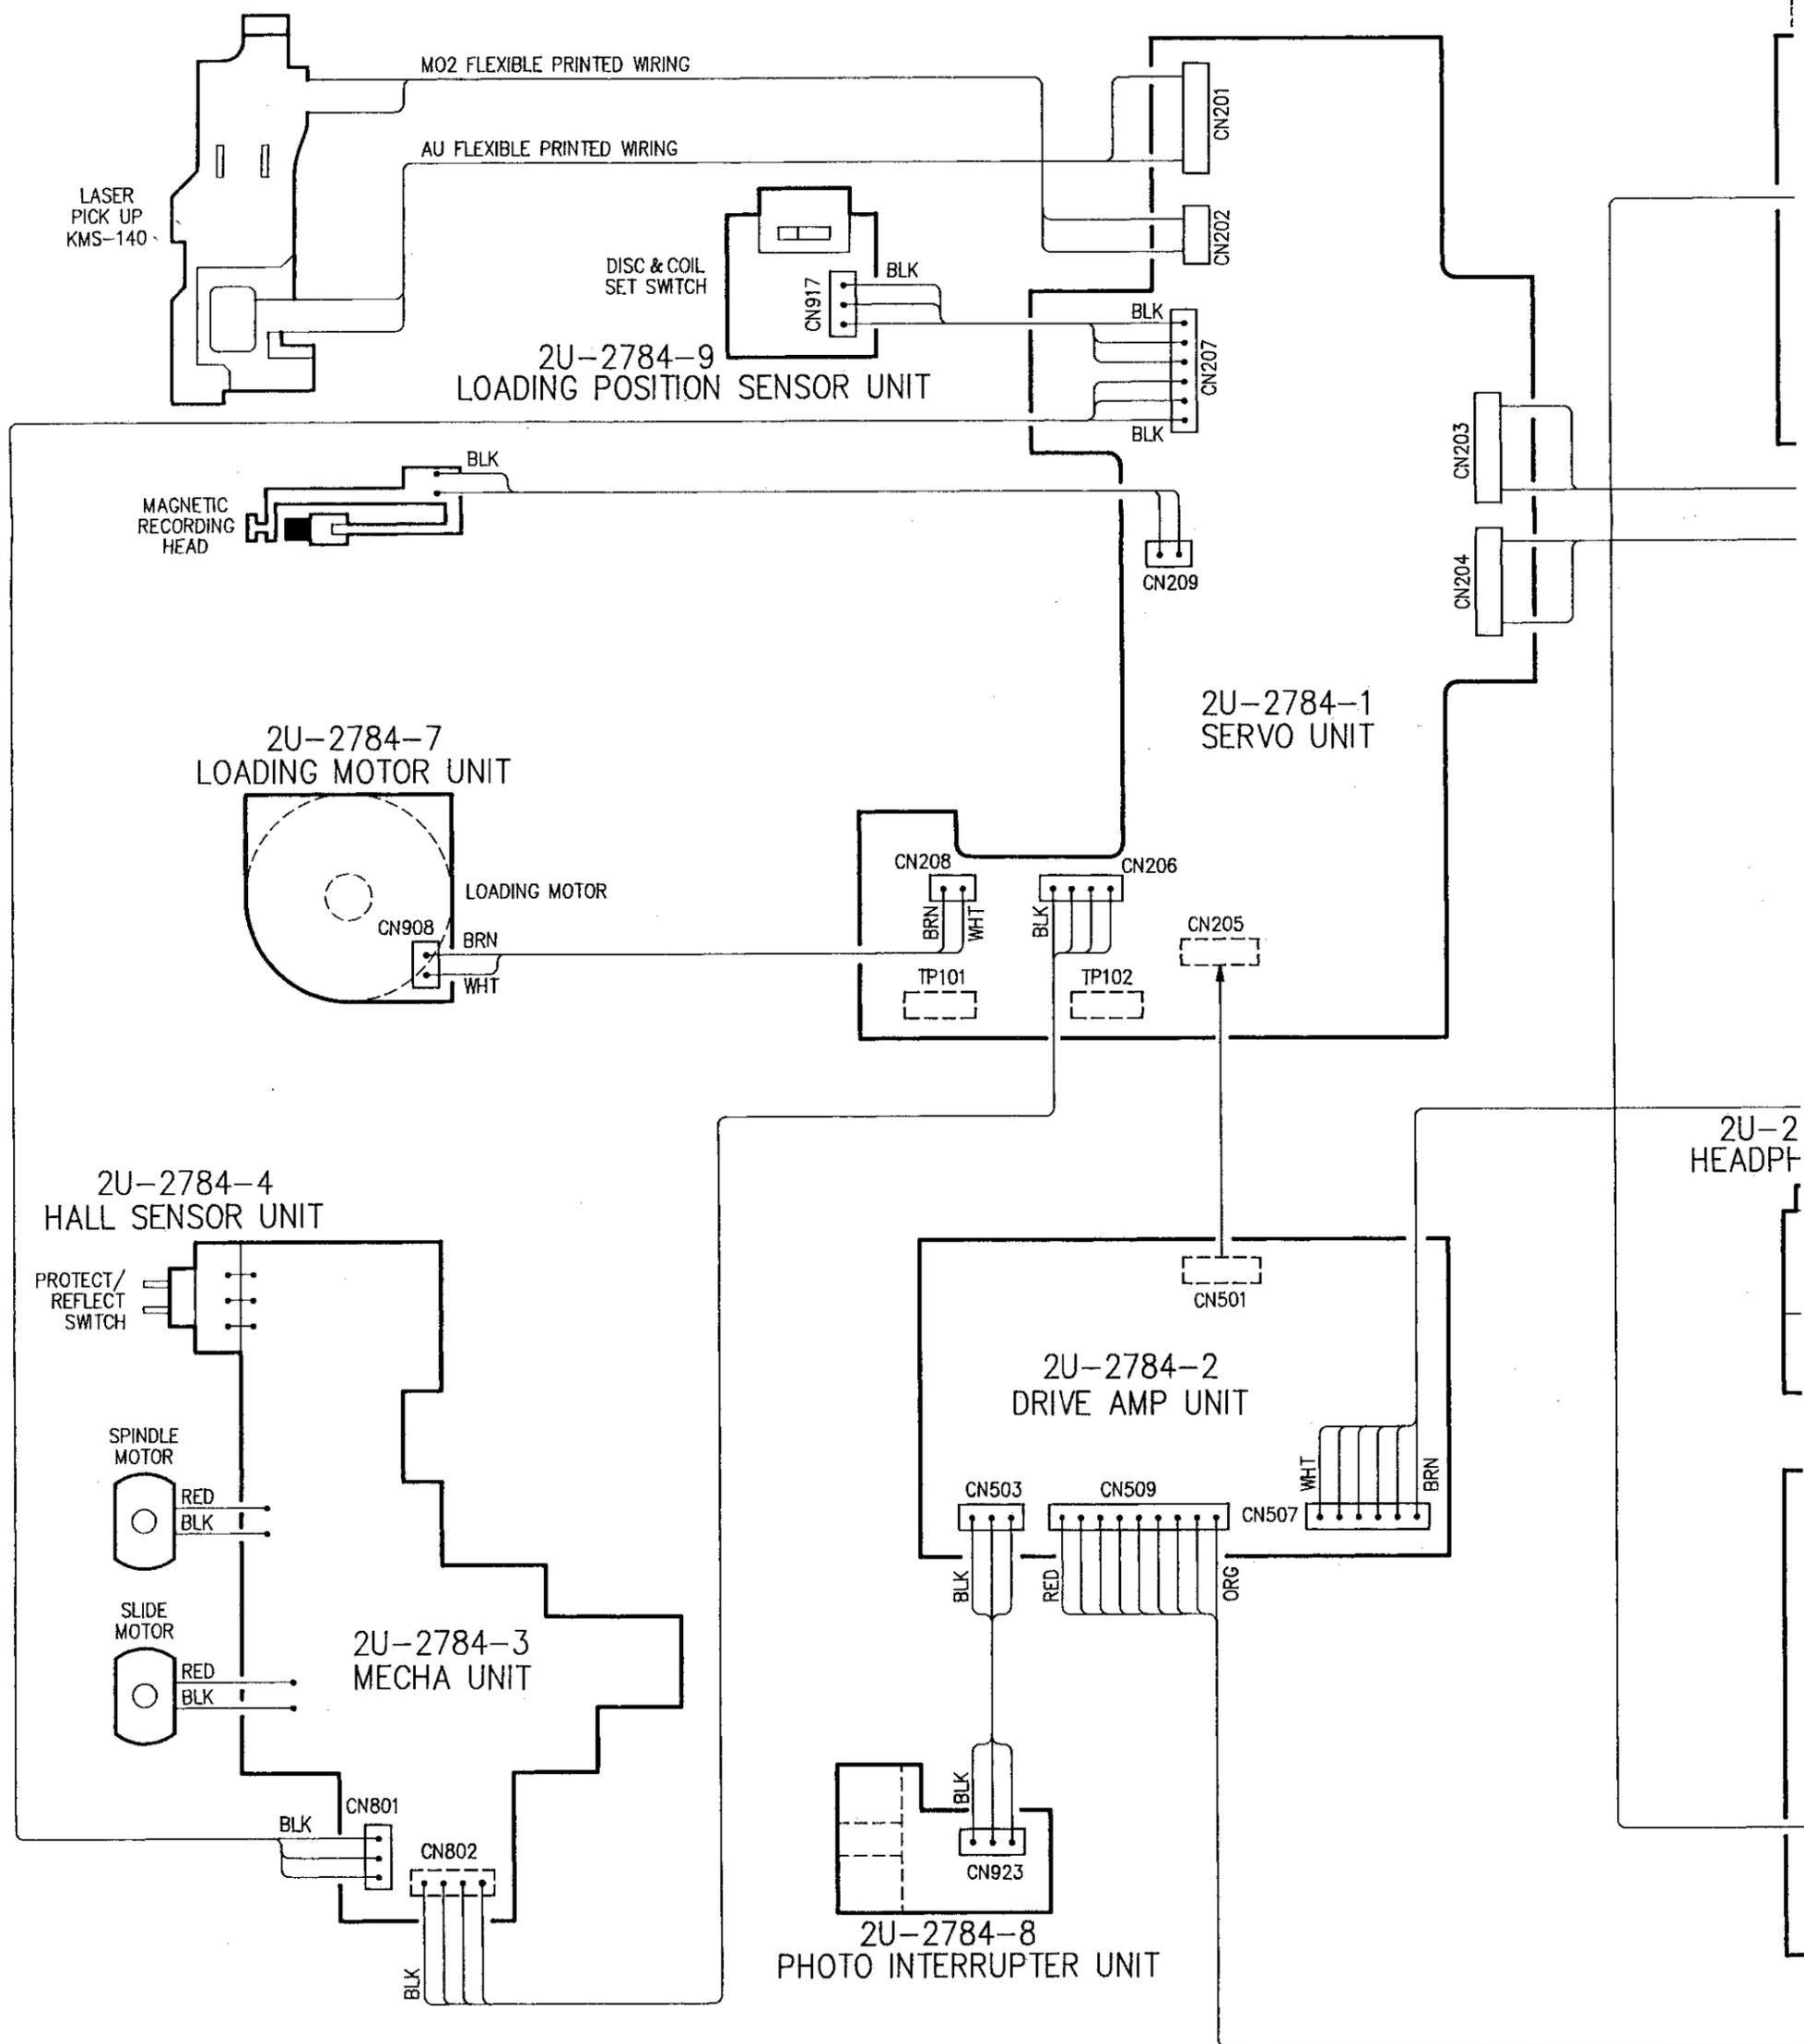 MO2 FLEXIBLE PRINTED WIRING
AU FLEXIBLE PRINTED WIRING
CN201
CN202
LASER
PICK UP
KMS-140
DISC & COIL
SET SWITCH
CN917
BLK
BLK
CN207
BLK
2U-2784-9
LOADING POSITION SENSOR UNIT
CN203
CN204
MAGNETIC
RECORDING
HEAD
BLK
CN209
2U-2784-1
SERVO UNIT
2U-2784-7
LOADING MOTOR UNIT
LOADING MOTOR
CN908
BRN
WHT
CN208
BRN
WHT
CN206
BLK
CN205
TP101
TP102
2U-2
HEADPH
2U-2784-4
HALL SENSOR UNIT
PROTECT/
REFLECT
SWITCH
CN501
2U-2784-2
DRIVE AMP UNIT
SPINDLE
MOTOR
RED
BLK
SLIDE
MOTOR
RED
BLK
2U-2784-3
MECHA UNIT
CN503
CN509
CN507
WHT
BRN
BLK
RED
ORG
BLK
CN801
CN802
BLK
BLK
CN923
2U-2784-8
PHOTO INTERRUPTER UNIT